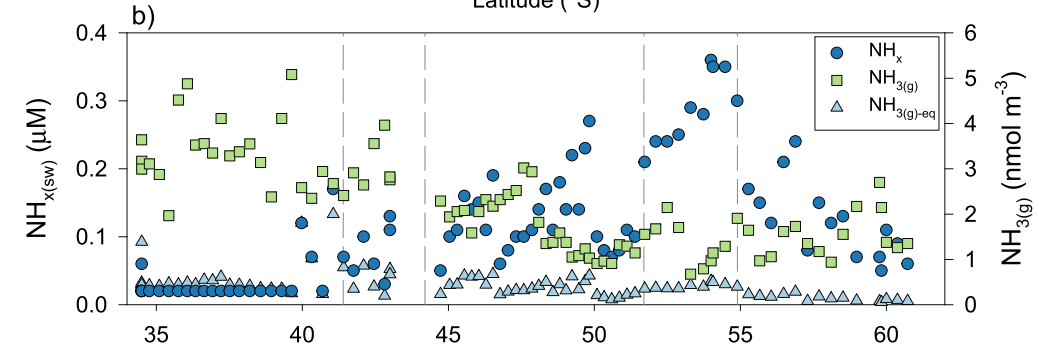 Latitude (°S)
b)
NHx(sw) (μM)
0.4
0.3
0.2
0.1
0.0
NHx
NH3(g)
NH3(g)-eq
6
5
4
3
2
1
0
NH3(g) (nmol m-3)
35 40 45 50 55 60